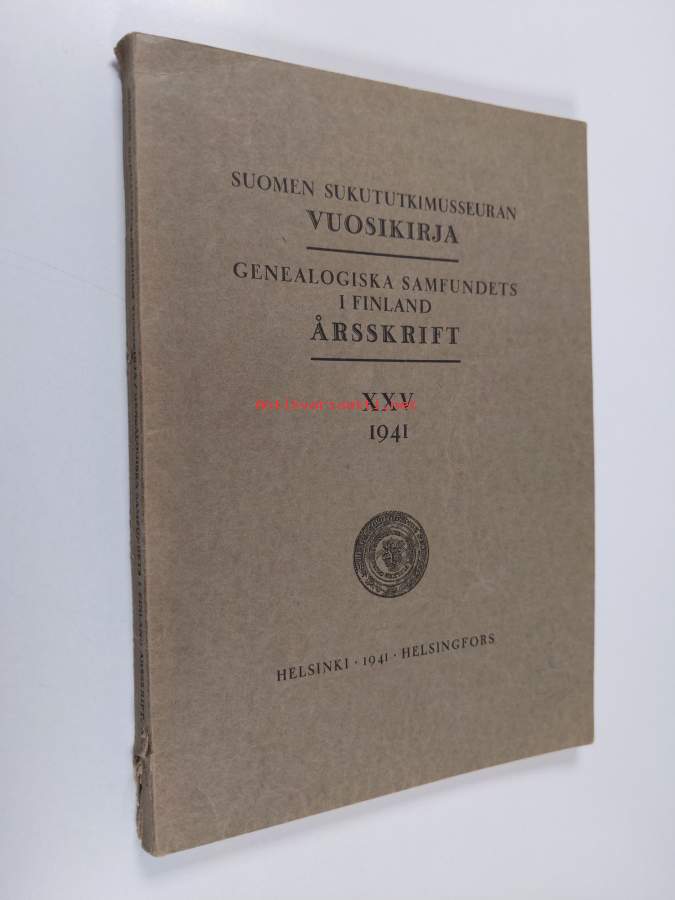 SUOMEN SUKUTUTKIMUSSEURAN
VUOSIKIRJA
GENEALOGISKA SAMFUNDETS
I FINLAND
ÅRSSKRIFT
XXV
1941
HELSINKI · 1941 · HELSINGFORS